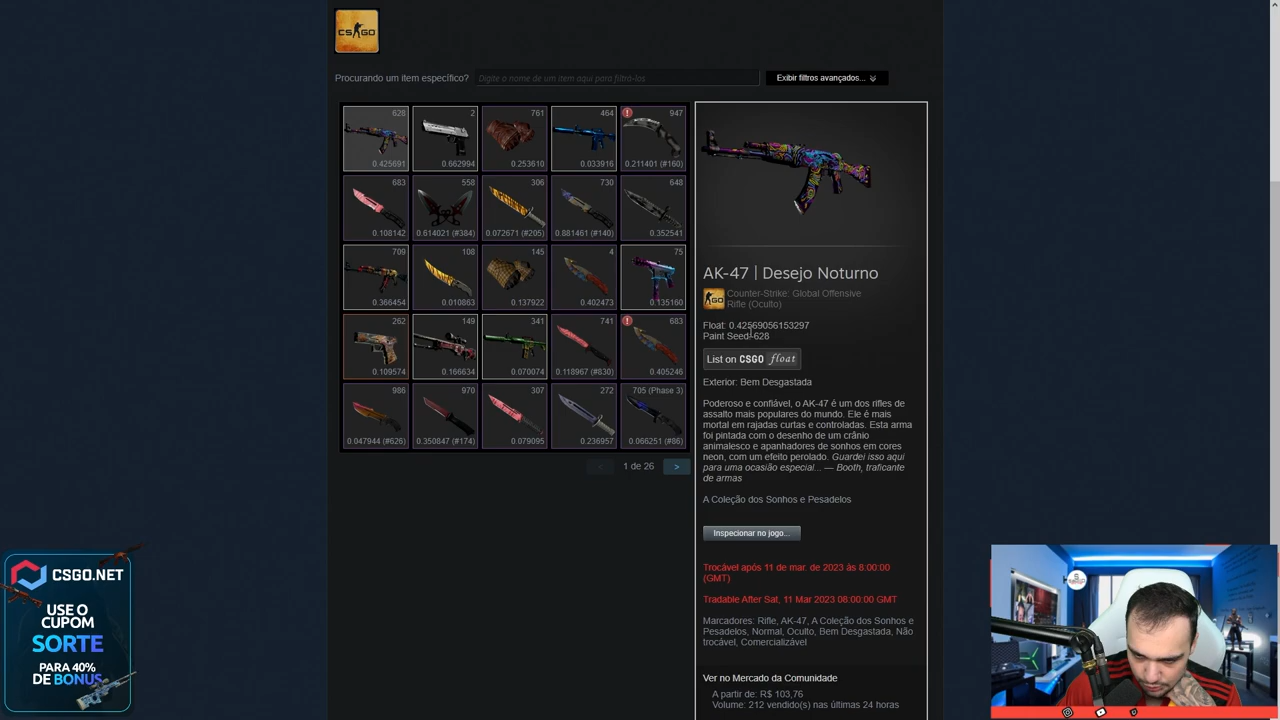 CS GO
Procurando um item específico?
Digite o nome de um item aqui para filtrá-los
Exibir filtros avançados...
628
0.425691
2
0.662994
761
0.253610
464
0.033916
!
947
0.211401 (#160)
683
0.108142
558
0.614021 (#384)
306
0.072671 (#205)
730
0.881461 (#140)
648
0.352541
709
0.366454
108
0.010863
145
0.137922
4
0.402473
75
0.135160
262
0.109574
149
0.166634
341
0.070074
741
0.118967 (#830)
!
683
0.405246
986
0.047944 (#626)
970
0.350847 (#174)
307
0.079095
272
0.236957
705 (Phase 3)
0.066251 (#86)
<
1 de 26
>
AK-47 | Desejo Noturno
GO
Counter-Strike: Global Offensive
Rifle (Oculto)
Float: 0.42569056153297
Paint Seed: 628
List on CSGO float
Exterior: Bem Desgastada
Poderoso e confiável, o AK-47 é um dos rifles de
assalto mais populares do mundo. Ele é mais
mortal em rajadas curtas e controladas. Esta arma
foi pintada com o desenho de um crânio
animalesco e apanhadores de sonhos em cores
neon, com um efeito perolado. Guardei isso aqui
para uma ocasião especial... — Booth, traficante
de armas
A Coleção dos Sonhos e Pesadelos
Inspecionar no jogo...
Trocável após 11 de mar. de 2023 às 8:00:00
(GMT)
Tradable After Sat, 11 Mar 2023 08:00:00 GMT
Marcadores: Rifle, AK-47, A Coleção dos Sonhos e
Pesadelos, Normal, Oculto, Bem Desgastada, Não
trocável, Comercializável
Ver no Mercado da Comunidade
A partir de: R$ 103,76
Volume: 212 vendido(s) nas últimas 24 horas
CSGO.NET
USE O
CUPOM
SORTE
PARA 40%
DE BONUS